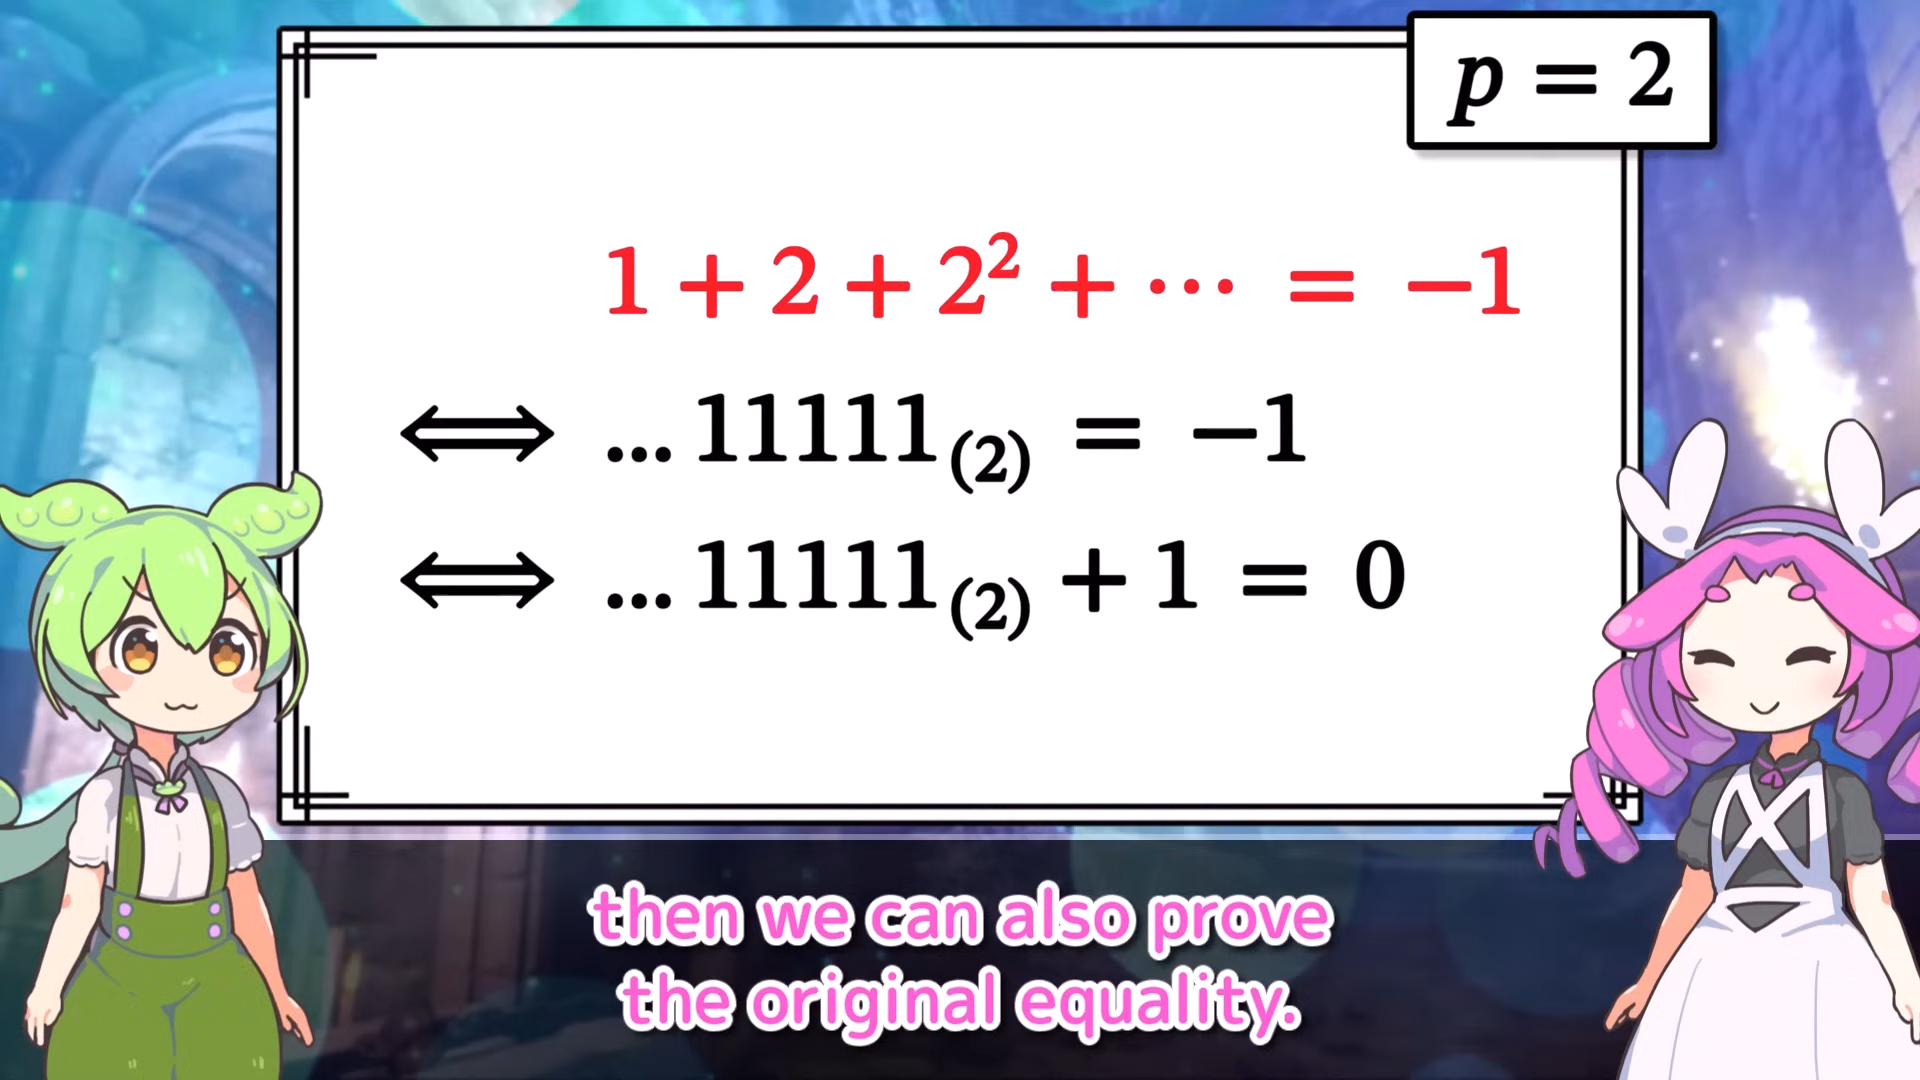 p = 2
1 + 2 + 2² + ⋯ = −1
⟺ ...11111₍₂₎ = −1
⟺ ...11111₍₂₎ + 1 = 0
then we can also prove
the original equality.